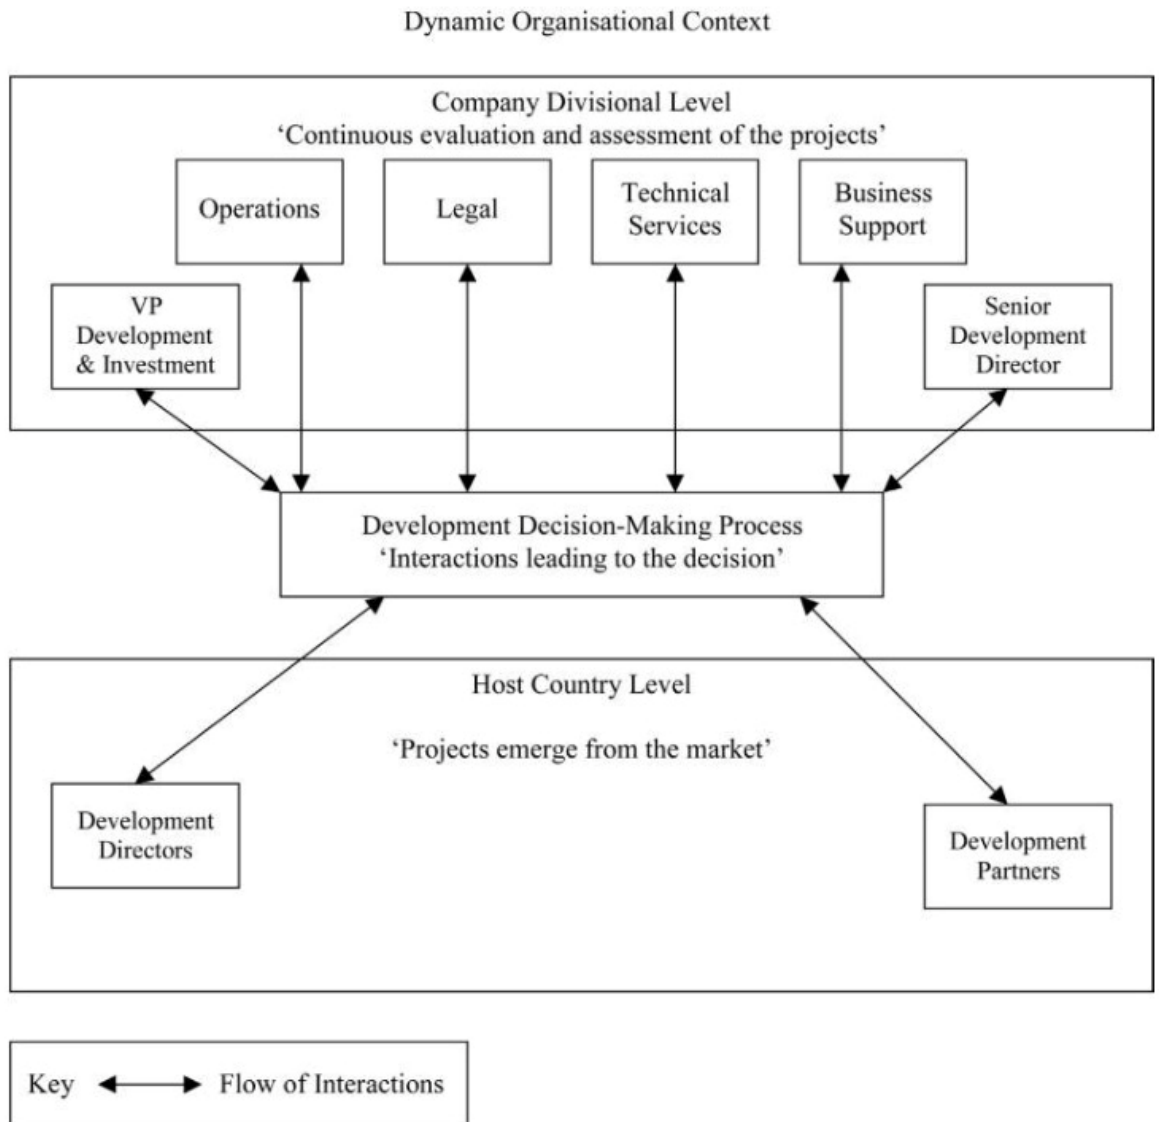 Dynamic Organisational Context
Company Divisional Level
‘Continuous evaluation and assessment of the projects’
Operations
Legal
Technical
Services
Business
Support
VP
Development
& Investment
Senior
Development
Director
Development Decision-Making Process
‘Interactions leading to the decision’
Host Country Level
‘Projects emerge from the market’
Development
Directors
Development
Partners
Key
Flow of Interactions